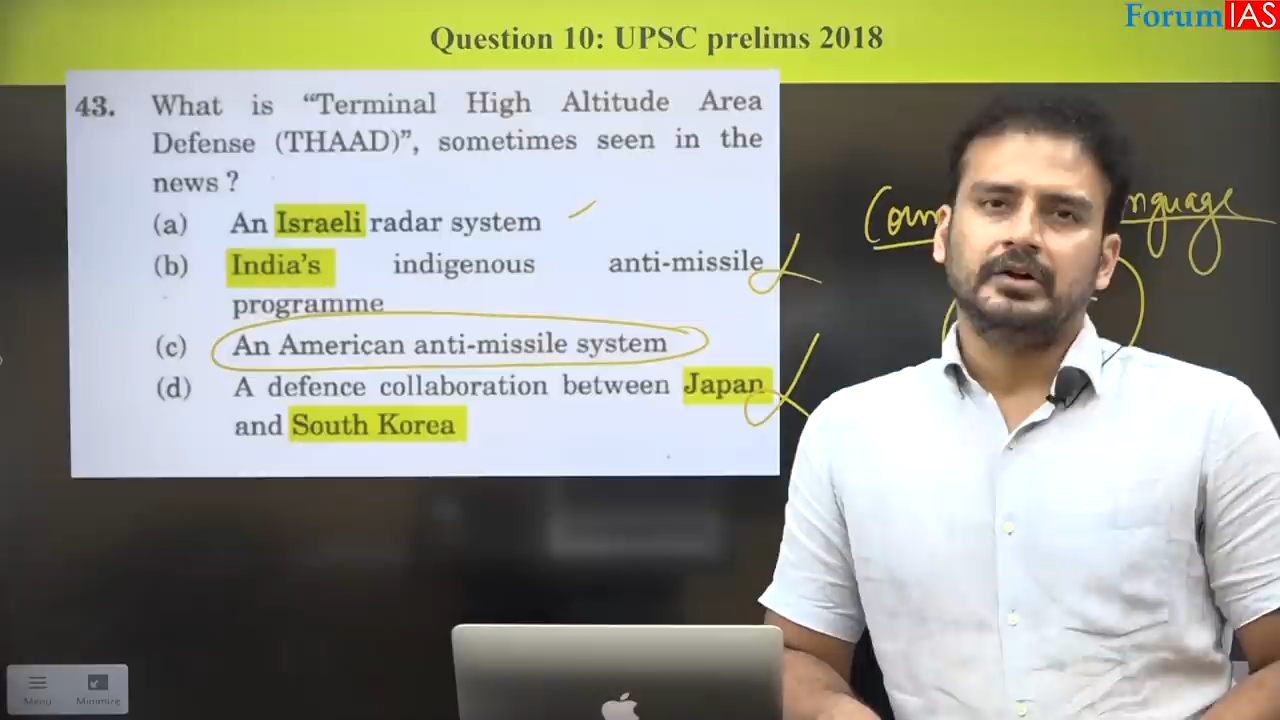 ForumIAS
Question 10: UPSC prelims 2018
43. What is “Terminal High Altitude Area
Defense (THAAD)”, sometimes seen in the
news ?
(a) An Israeli radar system
(b) India's indigenous anti-missile
programme
(c) An American anti-missile system
(d) A defence collaboration between Japan
and South Korea
Menu
Minimize